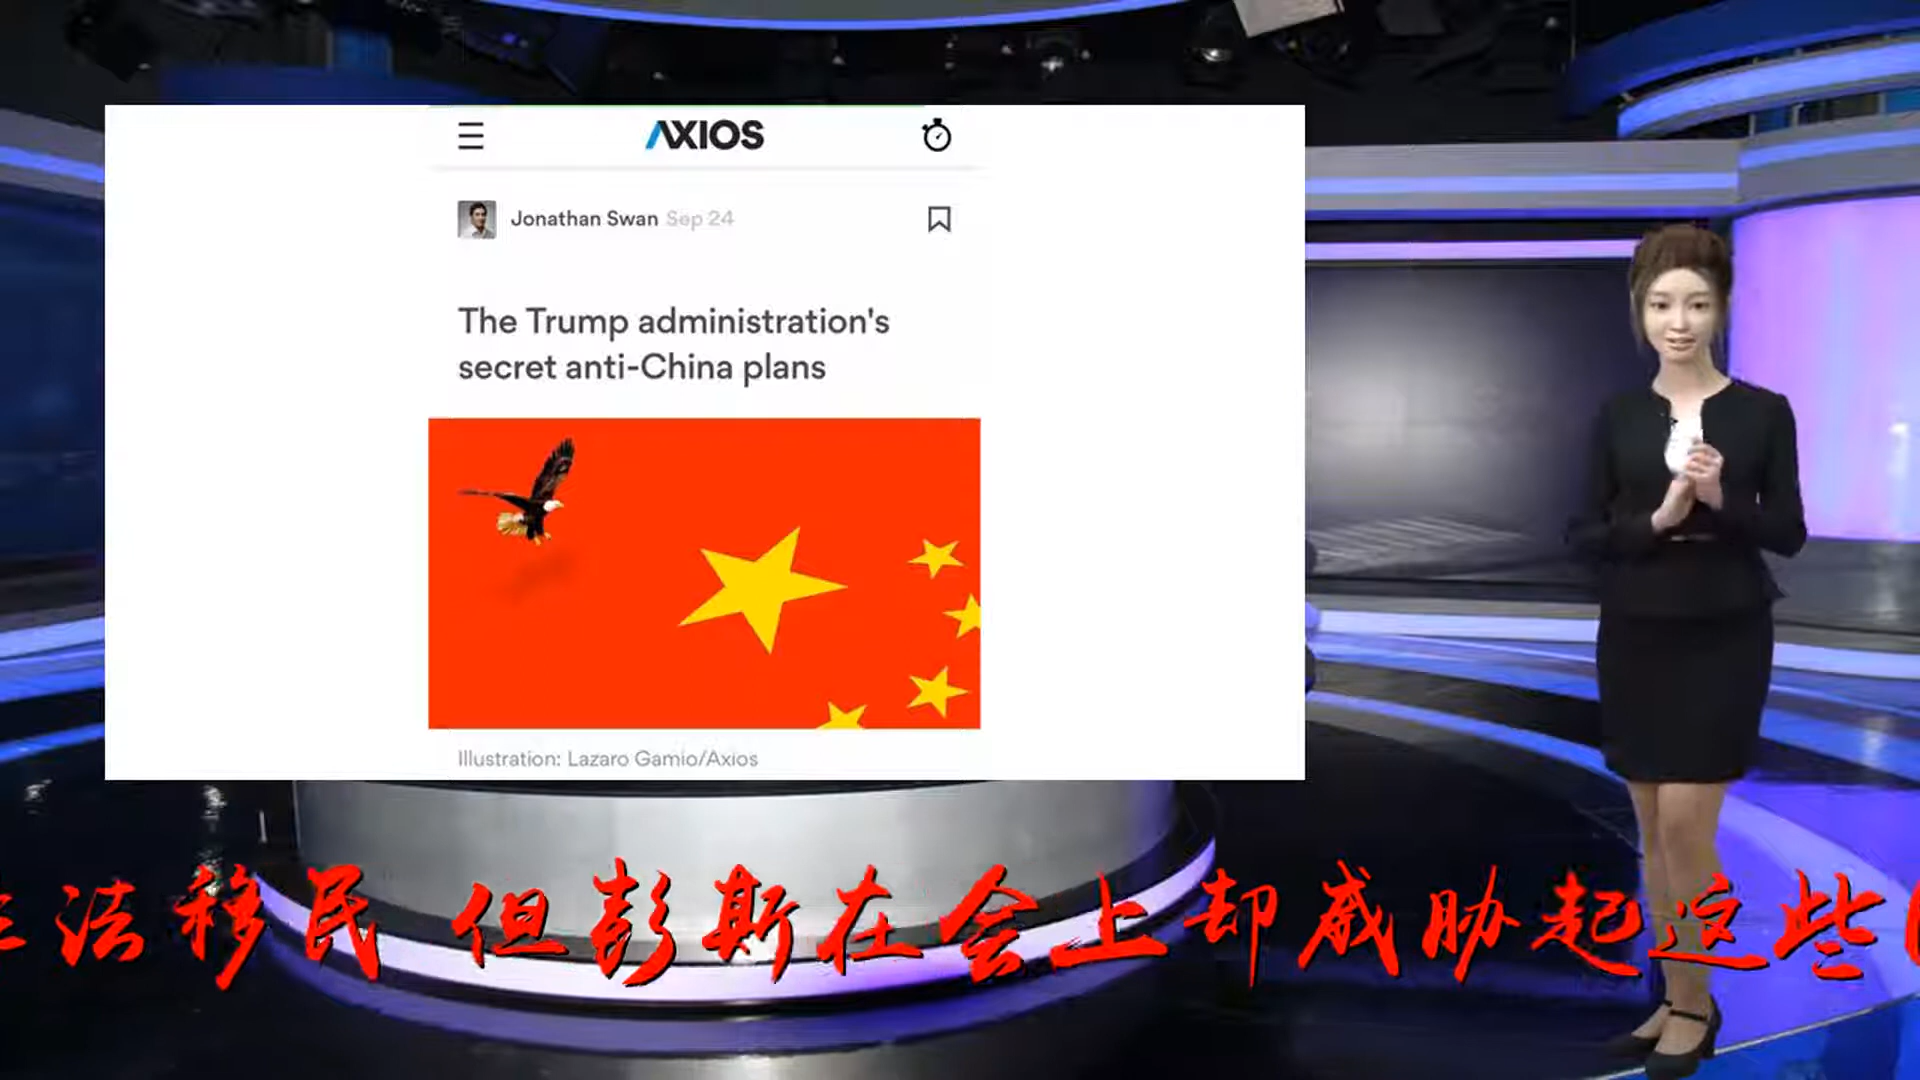 AXIOS
Jonathan Swan Sep 24
The Trump administration's
secret anti-China plans
Illustration: Lazaro Gamio/Axios
法移民 但彭斯在会上却威胁起这些